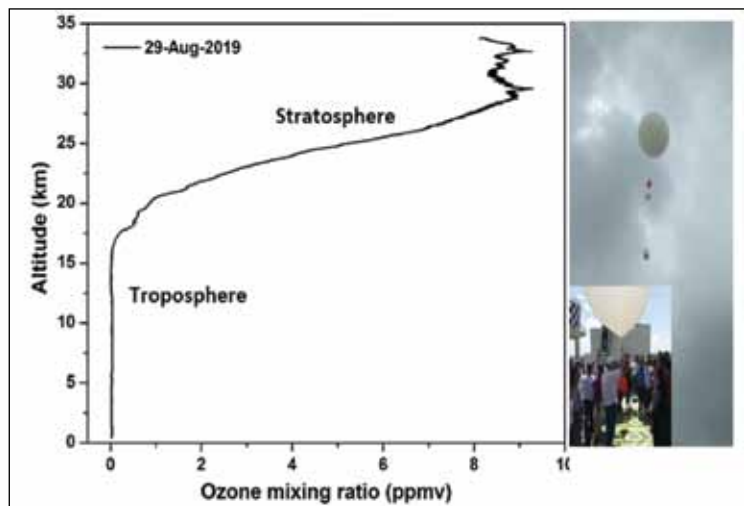 35
30
25
20
15
10
5
0
Altitude (km)
29-Aug-2019
Stratosphere
Troposphere
0 2 4 6 8 10
Ozone mixing ratio (ppmv)